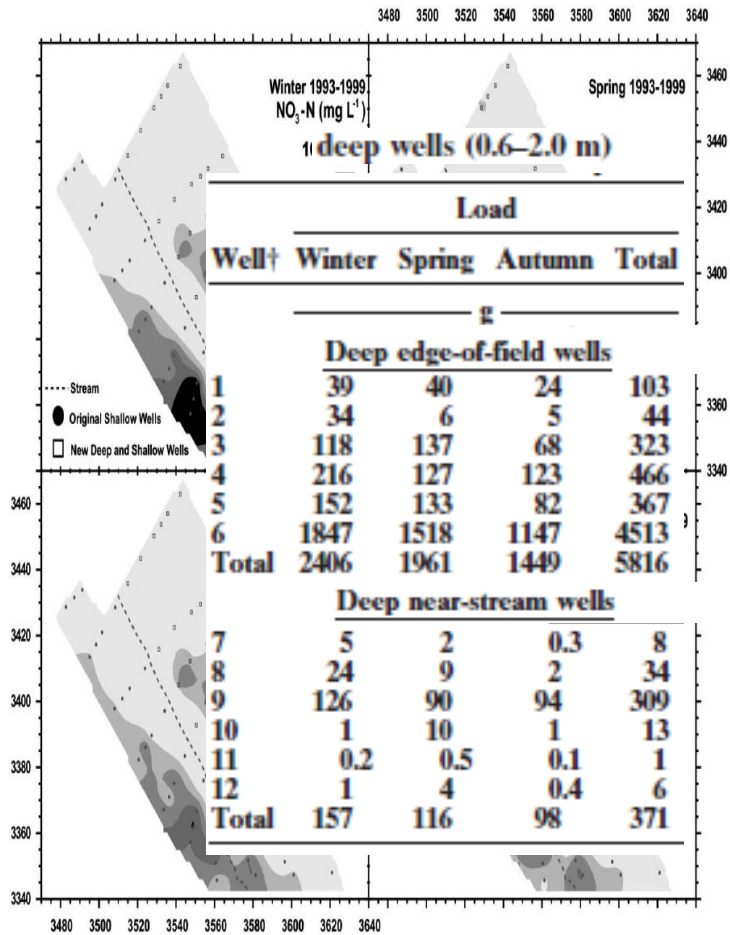 3480 3500 3520 3540 3560 3580 3600 3620 3640
Winter 1993-1999
NO3-N (mg L-1)
Spring 1993-1999
deep wells (0.6–2.0 m)
Load
Well† Winter Spring Autumn Total
g
Deep edge-of-field wells
1 39 40 24 103
2 34 6 5 44
3 118 137 68 323
4 216 127 123 466
5 152 133 82 367
6 1847 1518 1147 4513
Total 2406 1961 1449 5816
Deep near-stream wells
7 5 2 0.3 8
8 24 9 2 34
9 126 90 94 309
10 1 10 1 13
11 0.2 0.5 0.1 1
12 1 4 0.4 6
Total 157 116 98 371
Stream
Original Shallow Wells
New Deep and Shallow Wells
3460
3440
3420
3400
3360
3340
3460
3440
3420
3400
3380
3360
3340
3480 3500 3520 3540 3560 3580 3600 3620 3640